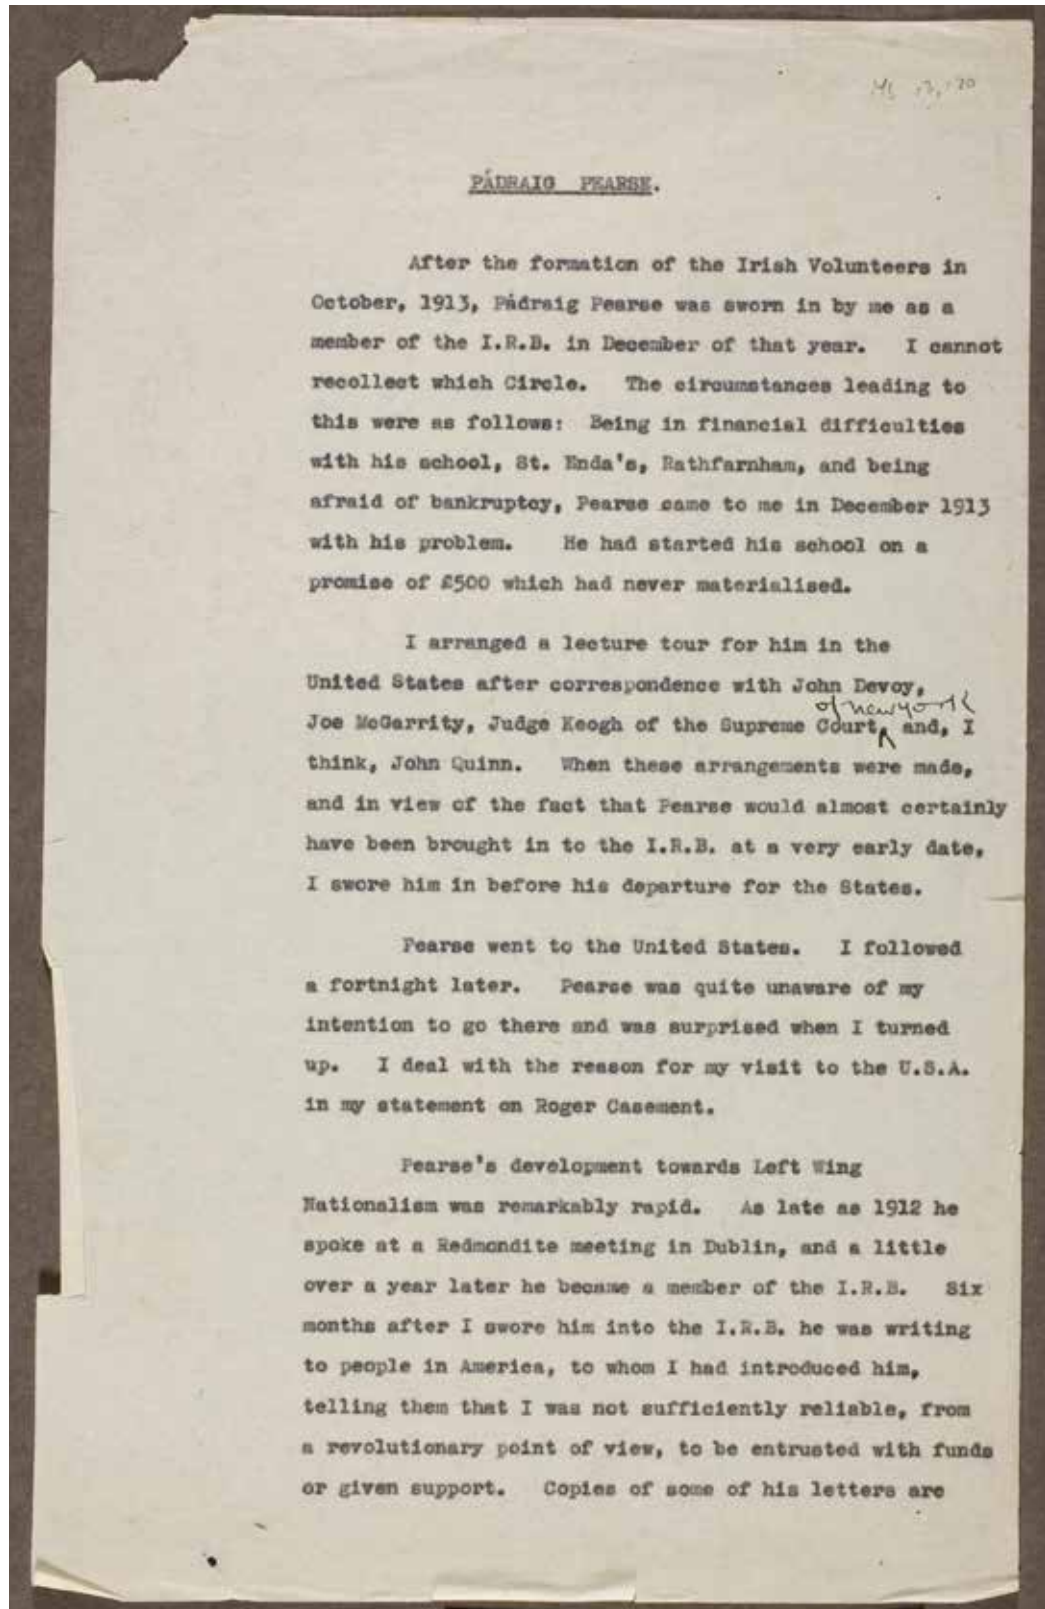 PÁDRAIG PEARSE.
After the formation of the Irish Volunteers in
October, 1913, Pádraig Pearse was sworn in by me as a
member of the I.R.B. in December of that year. I cannot
recollect which Circle. The circumstances leading to
this were as follows: Being in financial difficulties
with his school, St. Enda's, Rathfarnham, and being
afraid of bankruptcy, Pearse came to me in December 1913
with his problem. He had started his school on a
promise of £500 which had never materialised.
I arranged a lecture tour for him in the
United States after correspondence with John Devoy,
of new york
Joe McGarrity, Judge Keogh of the Supreme Court, and, I
think, John Quinn. When these arrangements were made,
and in view of the fact that Pearse would almost certainly
have been brought in to the I.R.B. at a very early date,
I swore him in before his departure for the States.
Pearse went to the United States. I followed
a fortnight later. Pearse was quite unaware of my
intention to go there and was surprised when I turned
up. I deal with the reason for my visit to the U.S.A.
in my statement on Roger Casement.
Pearse's development towards Left Wing
Nationalism was remarkably rapid. As late as 1912 he
spoke at a Redmondite meeting in Dublin, and a little
over a year later he became a member of the I.R.B. Six
months after I swore him into the I.R.B. he was writing
to people in America, to whom I had introduced him,
telling them that I was not sufficiently reliable, from
a revolutionary point of view, to be entrusted with funds
or given support. Copies of some of his letters are